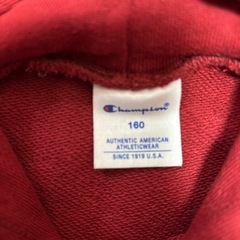 Champion
160
AUTHENTIC AMERICAN
ATHLETICWEAR
SINCE 1919 U.S.A.